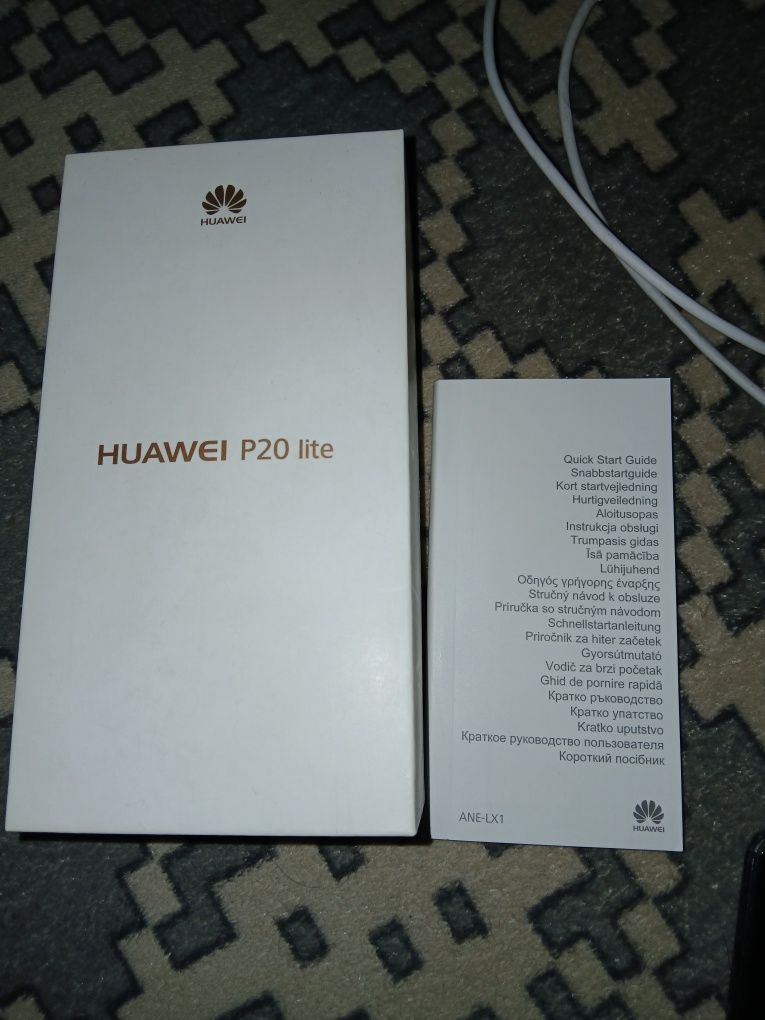 HUAWEI
HUAWEI P20 lite
Quick Start Guide
Snabbstartguide
Kort startvejledning
Hurtigveiledning
Aloitusopas
Instrukcja obsługi
Trumpasis gidas
Īsā pamācība
Lühijuhend
Οδηγός γρήγορης έναρξης
Stručný návod k obsluze
Príručka so stručným návodom
Schnellstartanleitung
Priročnik za hiter začetek
Gyorsútmutató
Vodič za brzi početak
Ghid de pornire rapidă
Кратко ръководство
Кратко упатство
Kratko uputstvo
Краткое руководство пользователя
Короткий посібник
ANE-LX1
HUAWEI